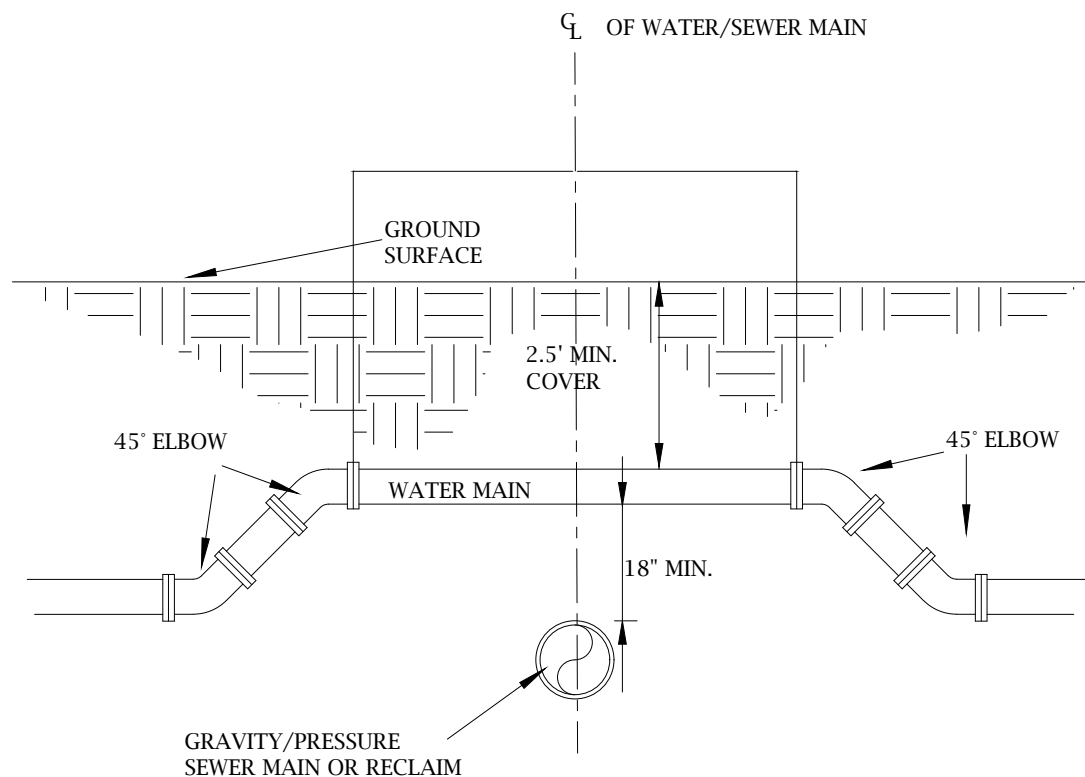 ℄ OF WATER/SEWER MAIN
GROUND
SURFACE
2.5' MIN.
COVER
45° ELBOW
45° ELBOW
WATER MAIN
18" MIN.
GRAVITY/PRESSURE
SEWER MAIN OR RECLAIM